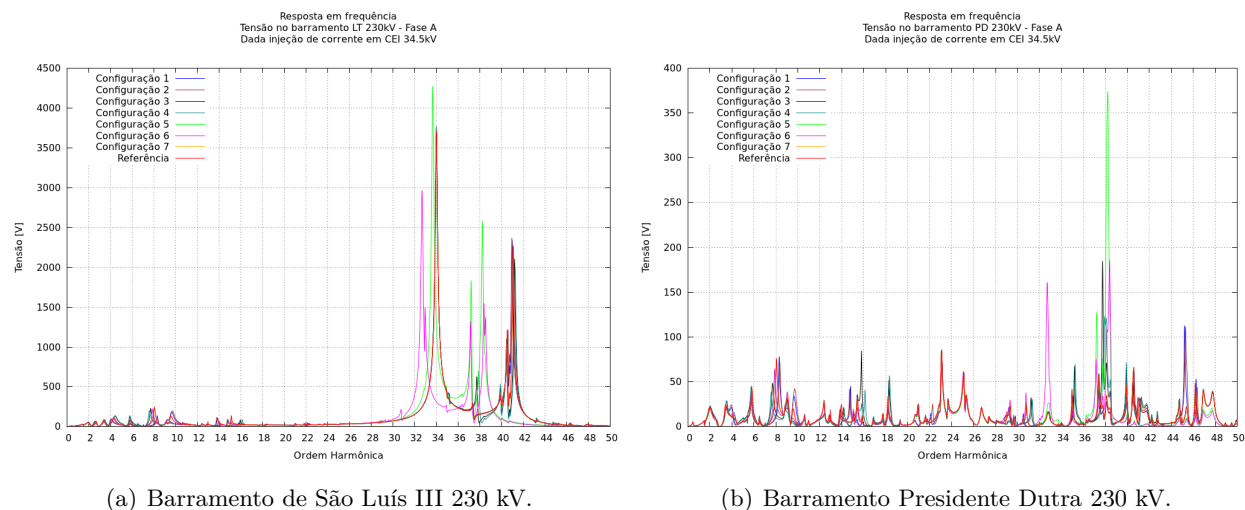 Resposta em frequência
Tensão no barramento LT 230kV - Fase A
Dada injeção de corrente em CEI 34.5kV
4500
4000
3500
3000
2500
2000
1500
1000
500
0
Tensão [V]
Configuração 1
Configuração 2
Configuração 3
Configuração 4
Configuração 5
Configuração 6
Configuração 7
Referência
0 2 4 6 8 10 12 14 16 18 20 22 24 26 28 30 32 34 36 38 40 42 44 46 48 50
Ordem Harmônica
(a) Barramento de São Luís III 230 kV.
Resposta em frequência
Tensão no barramento PD 230kV - Fase A
Dada injeção de corrente em CEI 34.5kV
400
350
300
250
200
150
100
50
0
Tensão [V]
Configuração 1
Configuração 2
Configuração 3
Configuração 4
Configuração 5
Configuração 6
Configuração 7
Referência
0 2 4 6 8 10 12 14 16 18 20 22 24 26 28 30 32 34 36 38 40 42 44 46 48 50
Ordem Harmônica
(b) Barramento Presidente Dutra 230 kV.